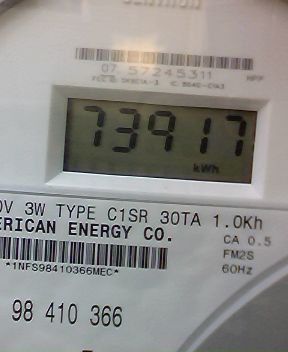 07 57245311
73917
kWh
0V 3W TYPE C1SR 30TA 1.0Kh
ERICAN ENERGY CO.
CA 0.5
FM2S
60Hz
*1NFS98410366MEC*
98 410 366